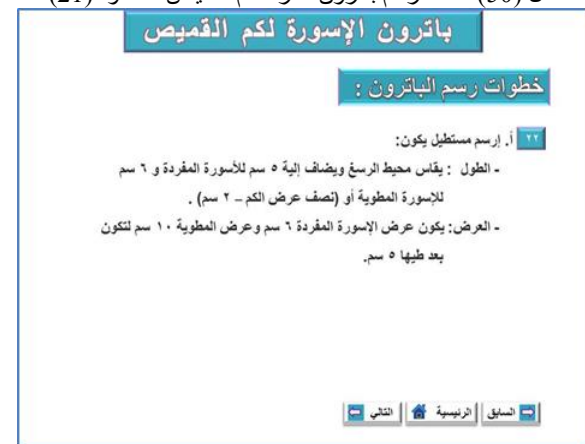 باترون الإسورة لكم القميص
خطوات رسم الباترون :
٢٢ أ. إرسم مستطيل يكون:
- الطول : يقاس محيط الرسغ ويضاف إلية ٥ سم للأسورة المفردة و ٦ سم
للإسورة المطوية أو (نصف عرض الكم – ٢ سم) .
- العرض: يكون عرض الإسورة المفردة ٦ سم وعرض المطوية ١٠ سم لتكون
بعد طيها ٥ سم.
السابق الرئيسية التالي